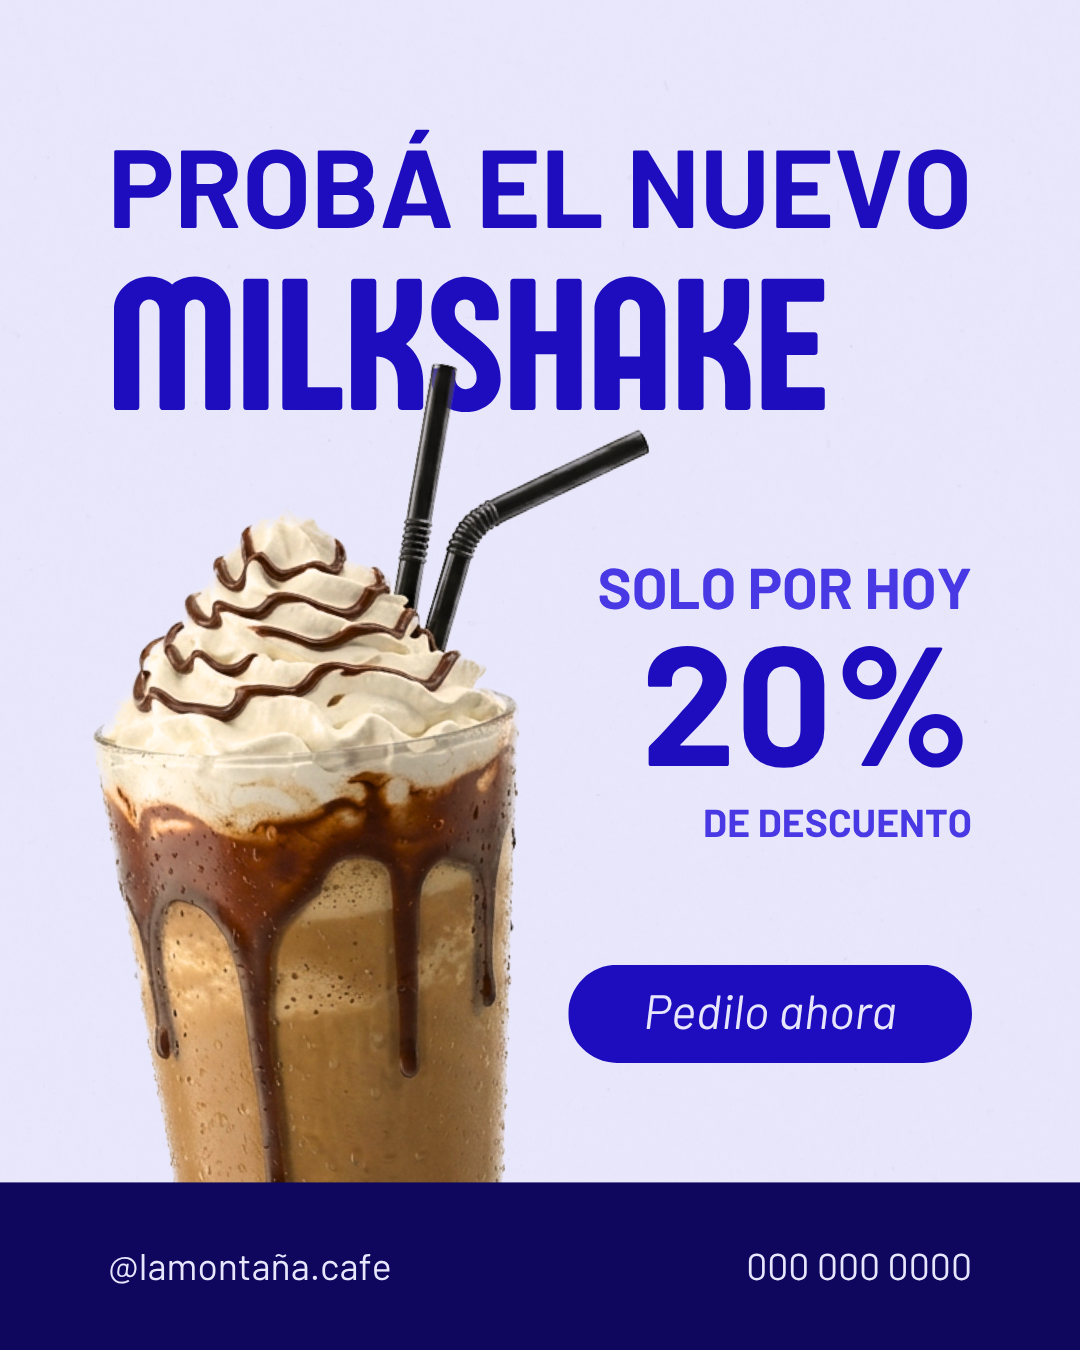 PROBÁ EL NUEVO
MILKSHAKE
SOLO POR HOY
20%
DE DESCUENTO
Pedilo ahora
@lamontaña.cafe
000 000 0000